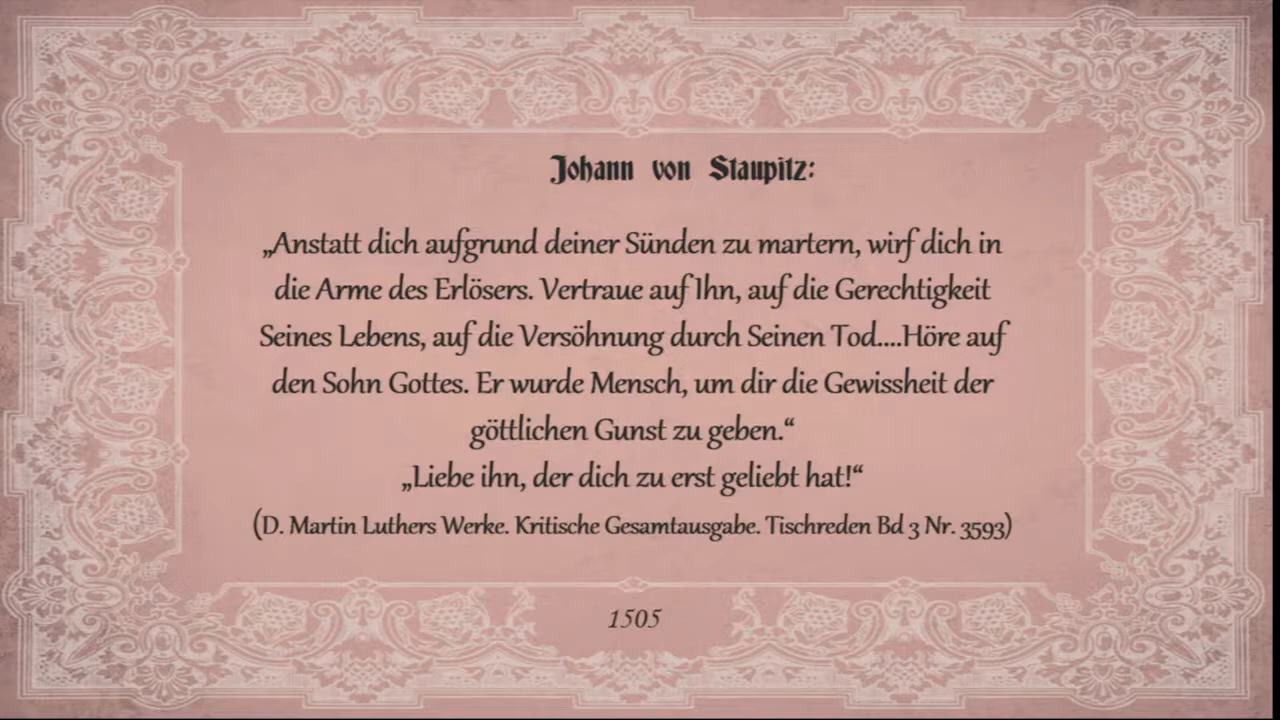 Johann von Staupitz:
„Anstatt dich aufgrund deiner Sünden zu martern, wirf dich in
die Arme des Erlösers. Vertraue auf Ihn, auf die Gerechtigkeit
Seines Lebens, auf die Versöhnung durch Seinen Tod....Höre auf
den Sohn Gottes. Er wurde Mensch, um dir die Gewissheit der
göttlichen Gunst zu geben.“
„Liebe ihn, der dich zu erst geliebt hat!“
(D. Martin Luthers Werke. Kritische Gesamtausgabe. Tischreden Bd 3 Nr. 3593)
1505